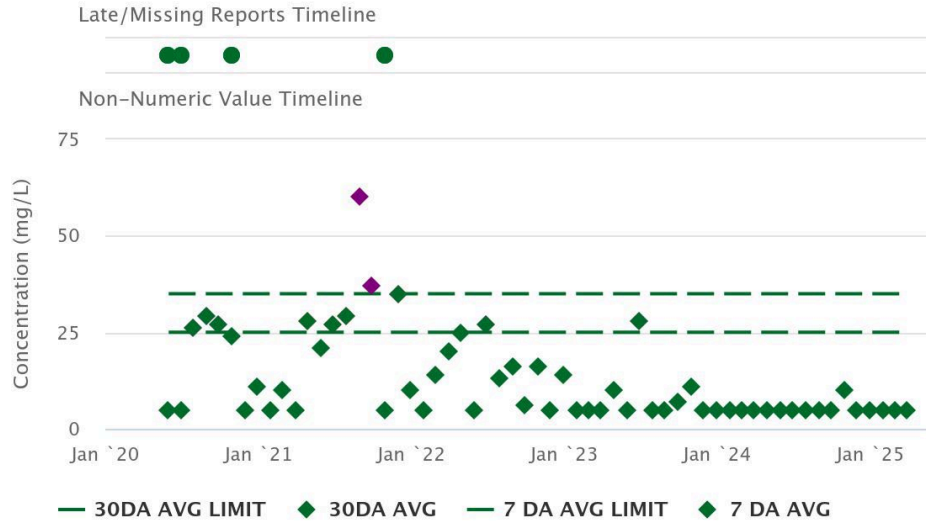 Late/Missing Reports Timeline
Non-Numeric Value Timeline
75
50
25
0
Concentration (mg/L)
Jan `20 Jan `21 Jan `22 Jan `23 Jan `24 Jan `25
30DA AVG LIMIT 30DA AVG 7 DA AVG LIMIT 7 DA AVG